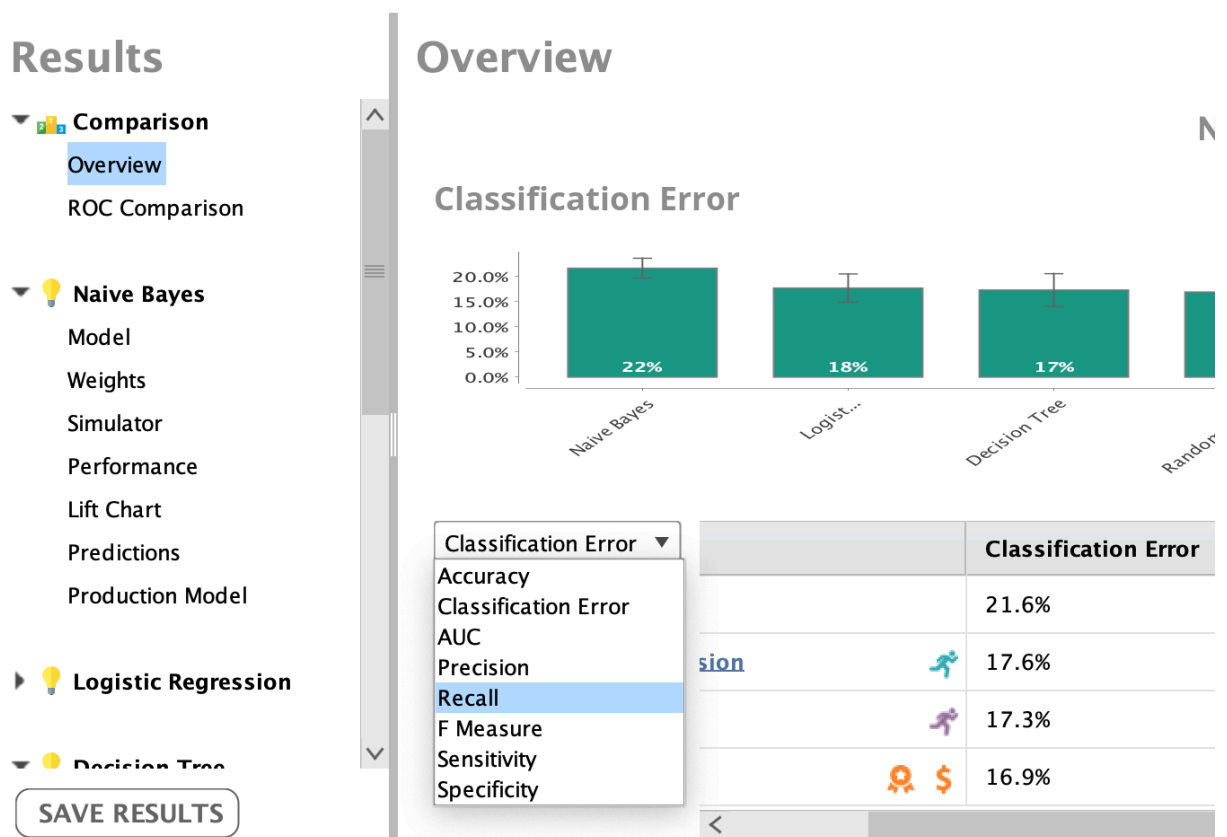 Results
Comparison
Overview
ROC Comparison
Naive Bayes
Model
Weights
Simulator
Performance
Lift Chart
Predictions
Production Model
Logistic Regression
Decision Tree
SAVE RESULTS
Overview
N
Classification Error
20.0%
15.0%
10.0%
5.0%
0.0%
22%
18%
17%
Naive Bayes
Logist...
Decision Tree
Random
Classification Error
Accuracy
Classification Error
AUC
Precision
Recall
F Measure
Sensitivity
Specificity
Classification Error
21.6%
sion 17.6%
17.3%
$ 16.9%